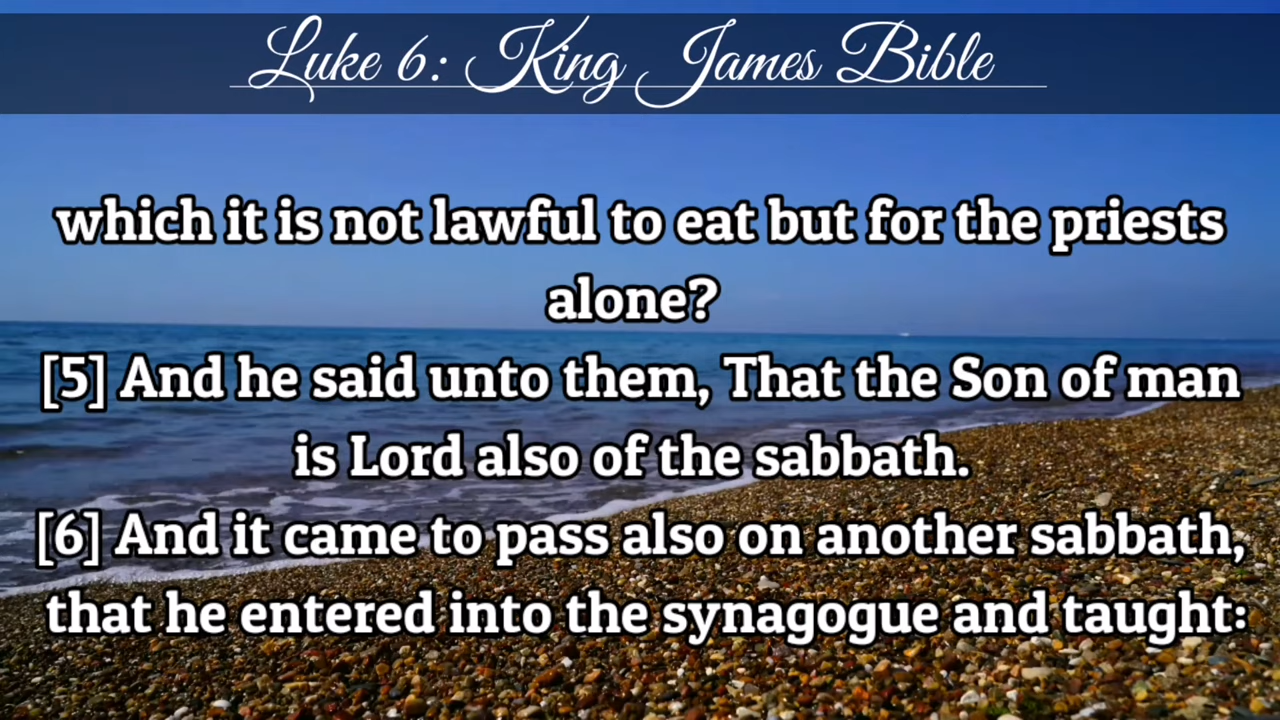 Luke 6: King James Bible
which it is not lawful to eat but for the priests
alone?
[5] And he said unto them, That the Son of man
is Lord also of the sabbath.
[6] And it came to pass also on another sabbath,
that he entered into the synagogue and taught: